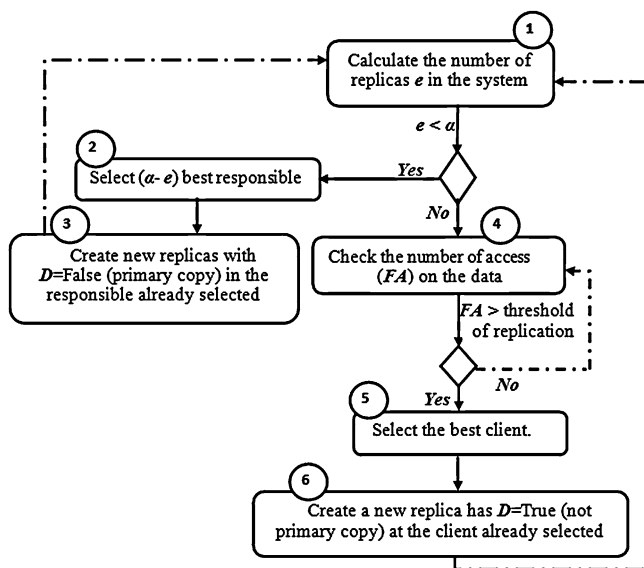 1
Calculate the number of
replicas e in the system
e < α
2
Yes
Select (α- e) best responsible
No
3
4
Create new replicas with
D=False (primary copy) in the
responsible already selected
Check the number of access
(FA) on the data
FA > threshold
of replication
No
Yes
5
Select the best client.
6
Create a new replica has D=True (not
primary copy) at the client already selected